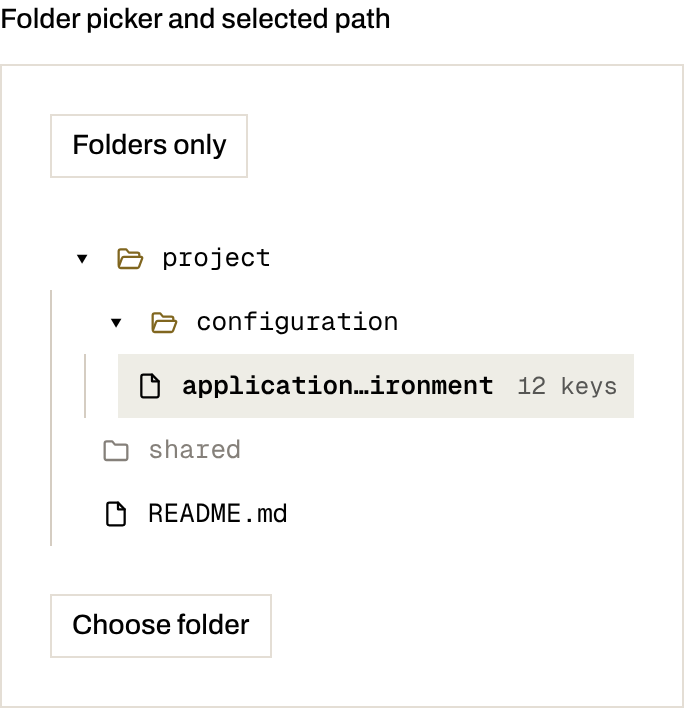 Folder picker and selected path
Folders only
project
configuration
application…ironment 12 keys
shared
README.md
Choose folder